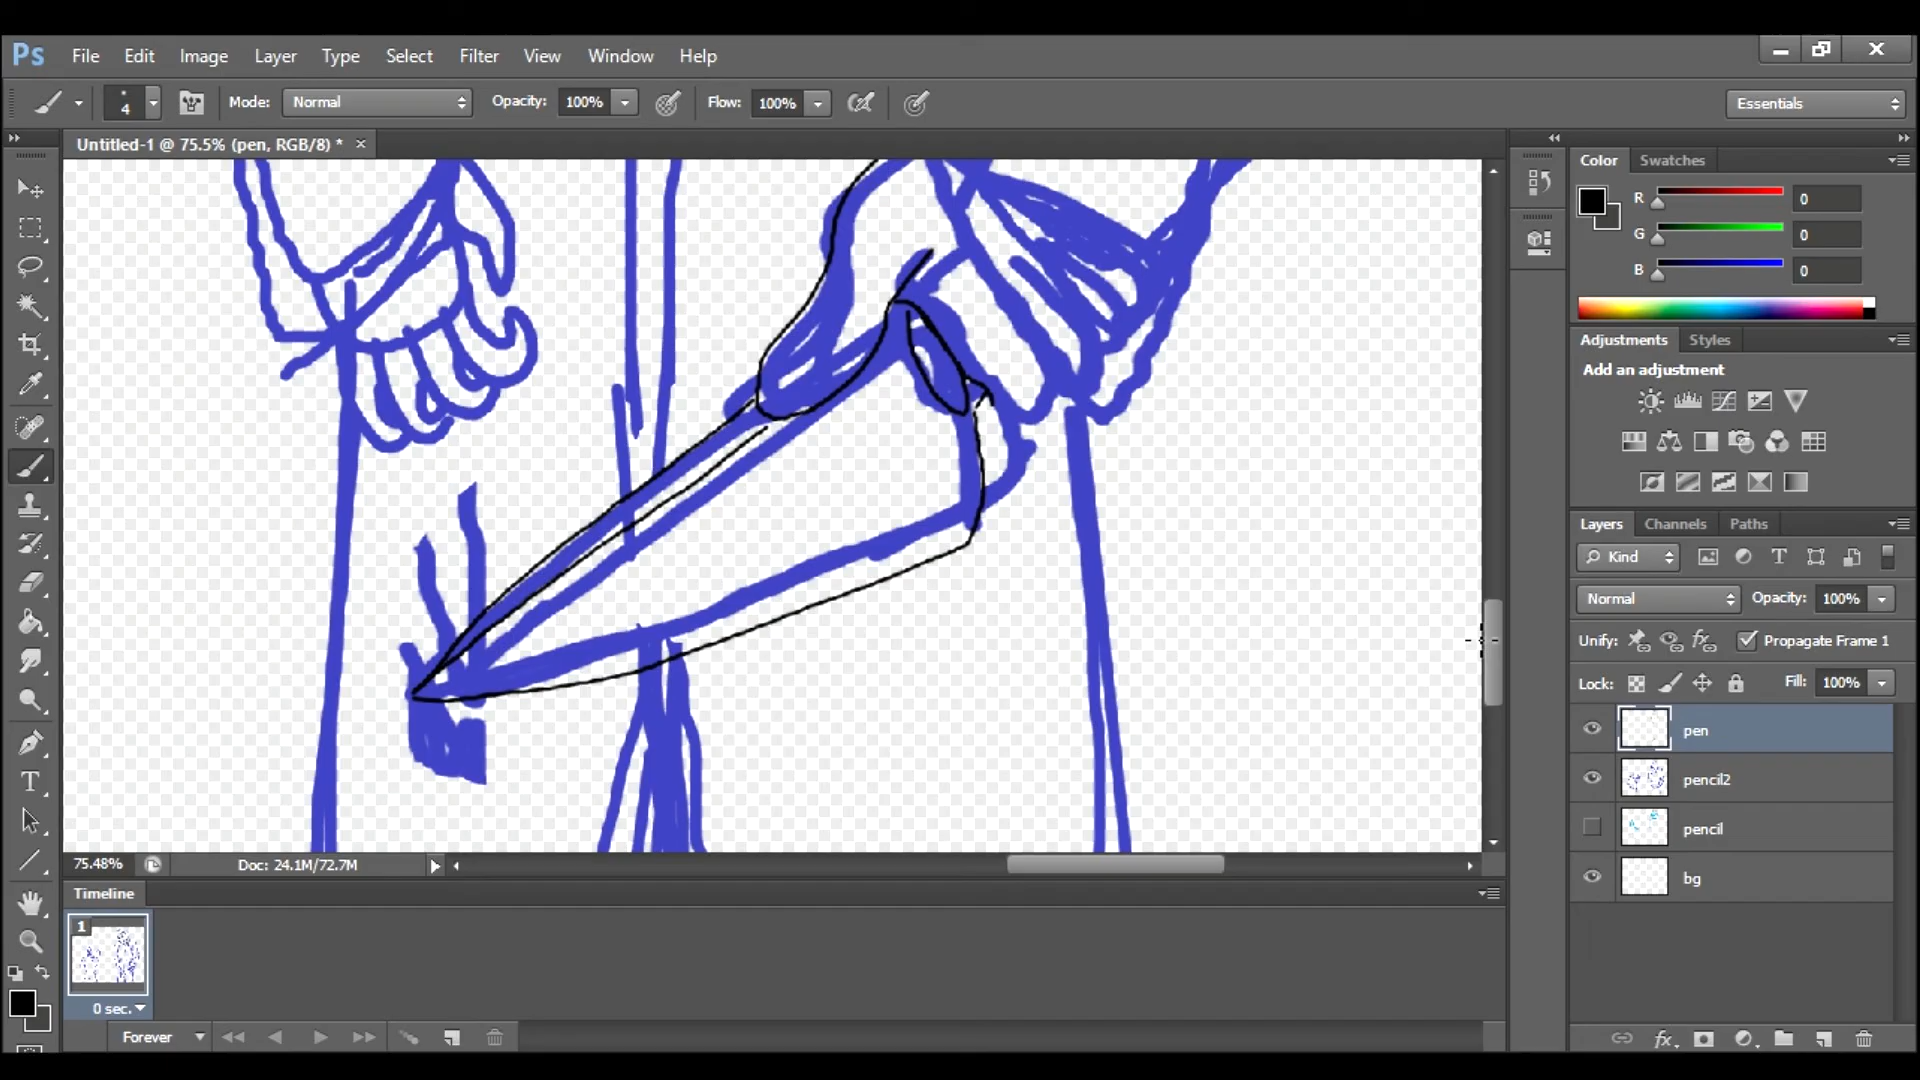 Ps File Edit Image Layer Type Select Filter View Window Help
4 Mode: Normal Opacity: 100% Flow: 100% Essentials
Untitled-1 @ 75.5% (pen, RGB/8) *
Color Swatches
R 0
G 0
B 0
Adjustments Styles
Add an adjustment
Layers Channels Paths
Kind
Normal Opacity: 100%
Unify: Propagate Frame 1
Lock: Fill: 100%
pen
pencil2
pencil
bg
75.48% Doc: 24.1M/72.7M
Timeline
1
0 sec.
Forever